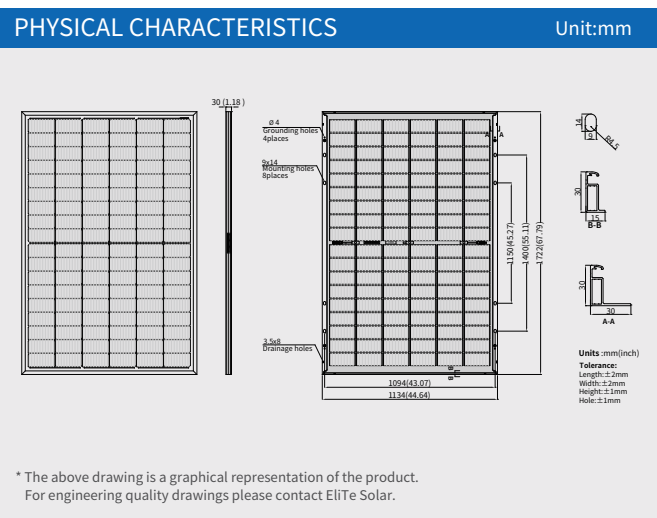 PHYSICAL CHARACTERISTICS
Unit:mm
30 (1.18 )
Ø 4
Grounding holes
4places
9x14
Mounting holes
8places
3.5x8
Drainage holes
A
A
1150(45.27)
1400(55.11)
1722(67.79)
B
B
1094(43.07)
1134(44.64)
14
9
R4.5
30
15
B-B
30
30
A-A
Units :mm(inch)
Tolerance:
Length:±2mm
Width:±2mm
Height:±1mm
Hole:±1mm
* The above drawing is a graphical representation of the product.
For engineering quality drawings please contact EliTe Solar.